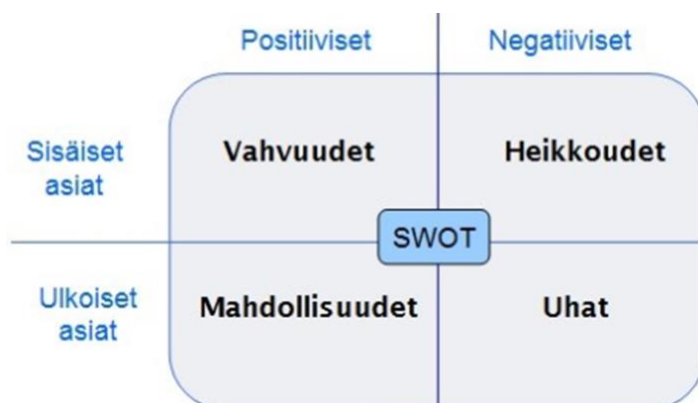 Positiiviset
Negatiiviset
Sisäiset
asiat
Vahvuudet
Heikkoudet
SWOT
Ulkoiset
asiat
Mahdollisuudet
Uhat